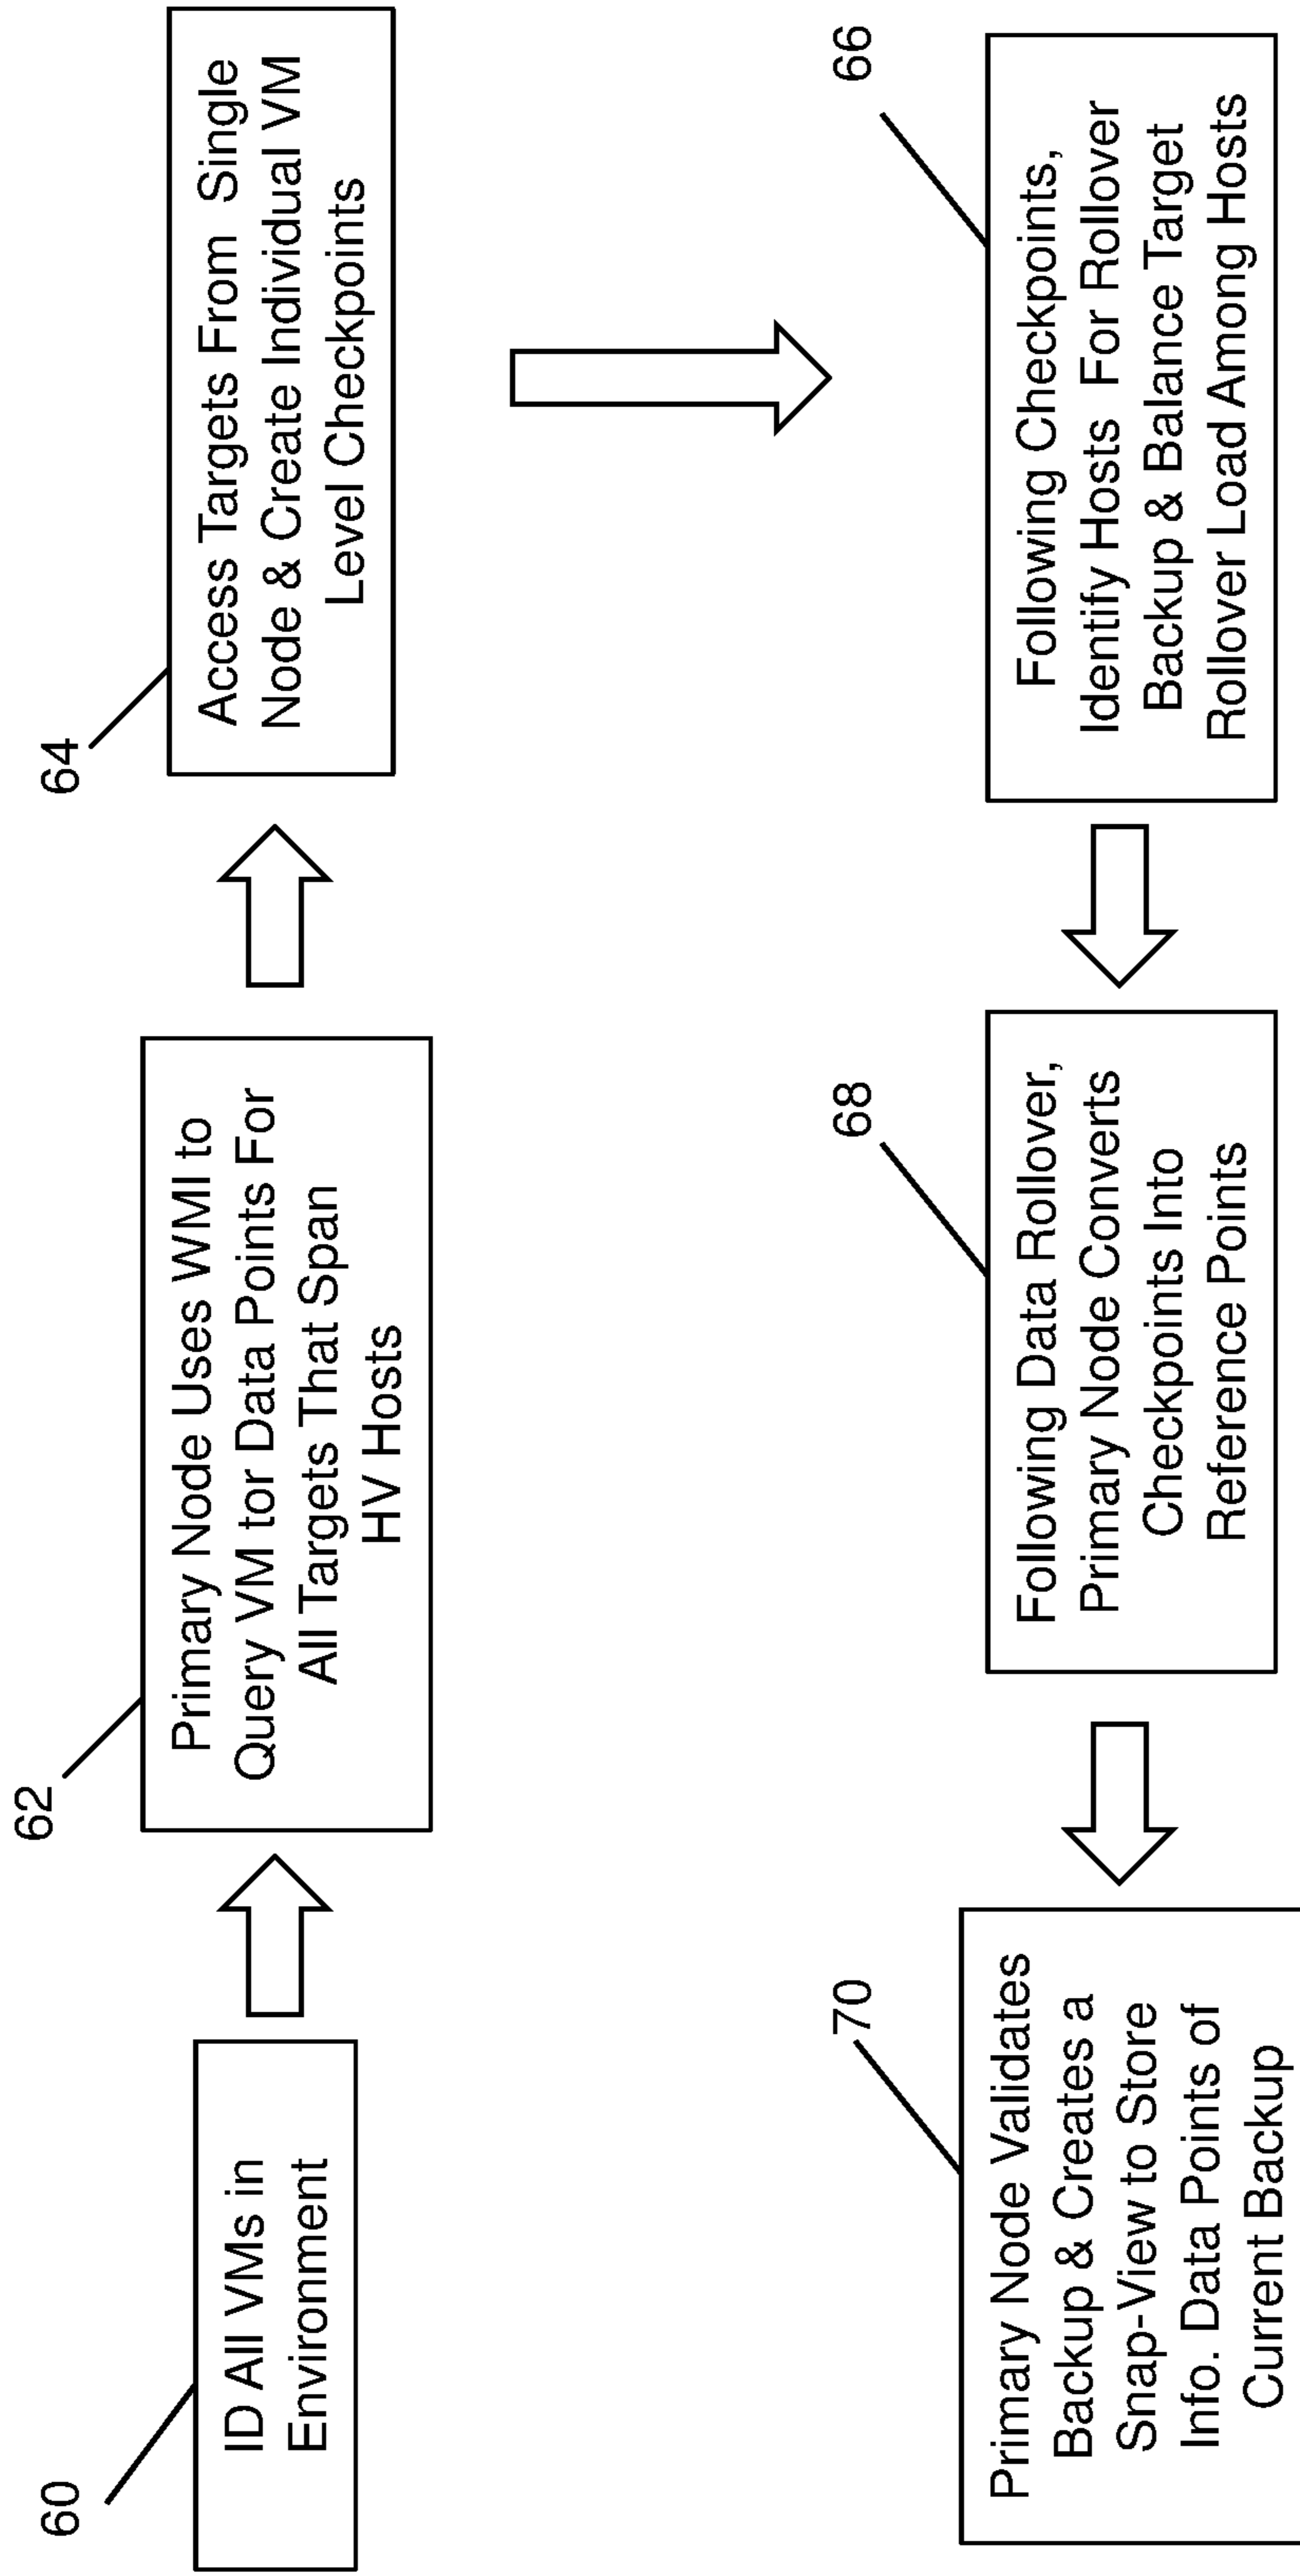 60
ID All VMs in
Environment
62
Primary Node Uses WMI to
Query VM tor Data Points For
All Targets That Span
HV Hosts
64
Access Targets From Single
Node & Create Individual VM
Level Checkpoints
66
Following Checkpoints,
Identify Hosts For Rollover
Backup & Balance Target
Rollover Load Among Hosts
68
Following Data Rollover,
Primary Node Converts
Checkpoints Into
Reference Points
70
Primary Node Validates
Backup & Creates a
Snap-View to Store
Info. Data Points of
Current Backup